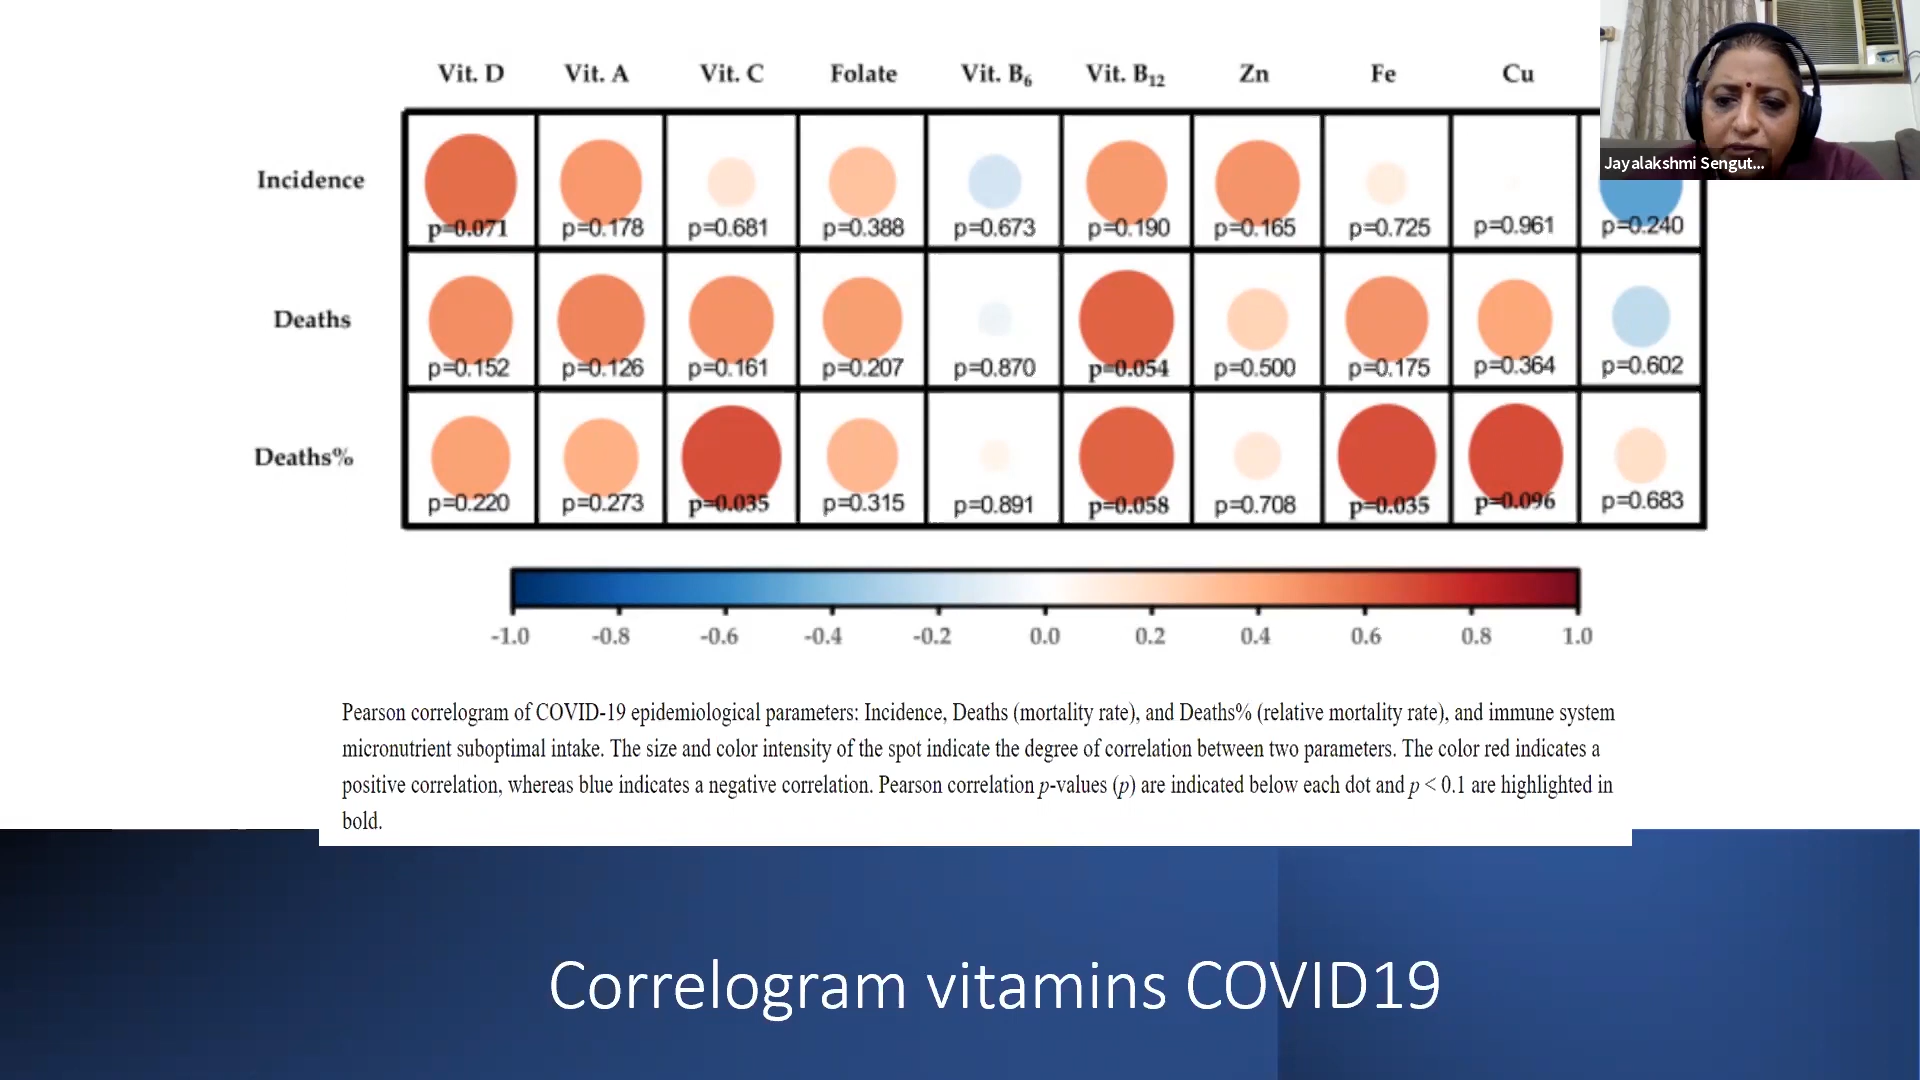 Vit. D Vit. A Vit. C Folate Vit. B6 Vit. B12 Zn Fe Cu
Jayalakshmi Sengut...
Incidence
p=0.071 p=0.178 p=0.681 p=0.388 p=0.673 p=0.190 p=0.165 p=0.725 p=0.961 p=0.240
Deaths
p=0.152 p=0.126 p=0.161 p=0.207 p=0.870 p=0.054 p=0.500 p=0.175 p=0.364 p=0.602
Deaths%
p=0.220 p=0.273 p=0.035 p=0.315 p=0.891 p=0.058 p=0.708 p=0.035 p=0.096 p=0.683
-1.0 -0.8 -0.6 -0.4 -0.2 0.0 0.2 0.4 0.6 0.8 1.0
Pearson correlogram of COVID-19 epidemiological parameters: Incidence, Deaths (mortality rate), and Deaths% (relative mortality rate), and immune system
micronutrient suboptimal intake. The size and color intensity of the spot indicate the degree of correlation between two parameters. The color red indicates a
positive correlation, whereas blue indicates a negative correlation. Pearson correlation p-values (p) are indicated below each dot and p < 0.1 are highlighted in
bold.
Correlogram vitamins COVID19